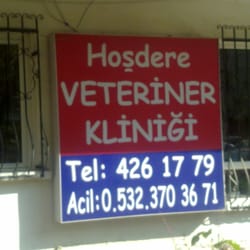 Hoşdere
VETERİNER
KLİNİĞİ
Tel: 426 17 79
Acil:0.532.370 36 71